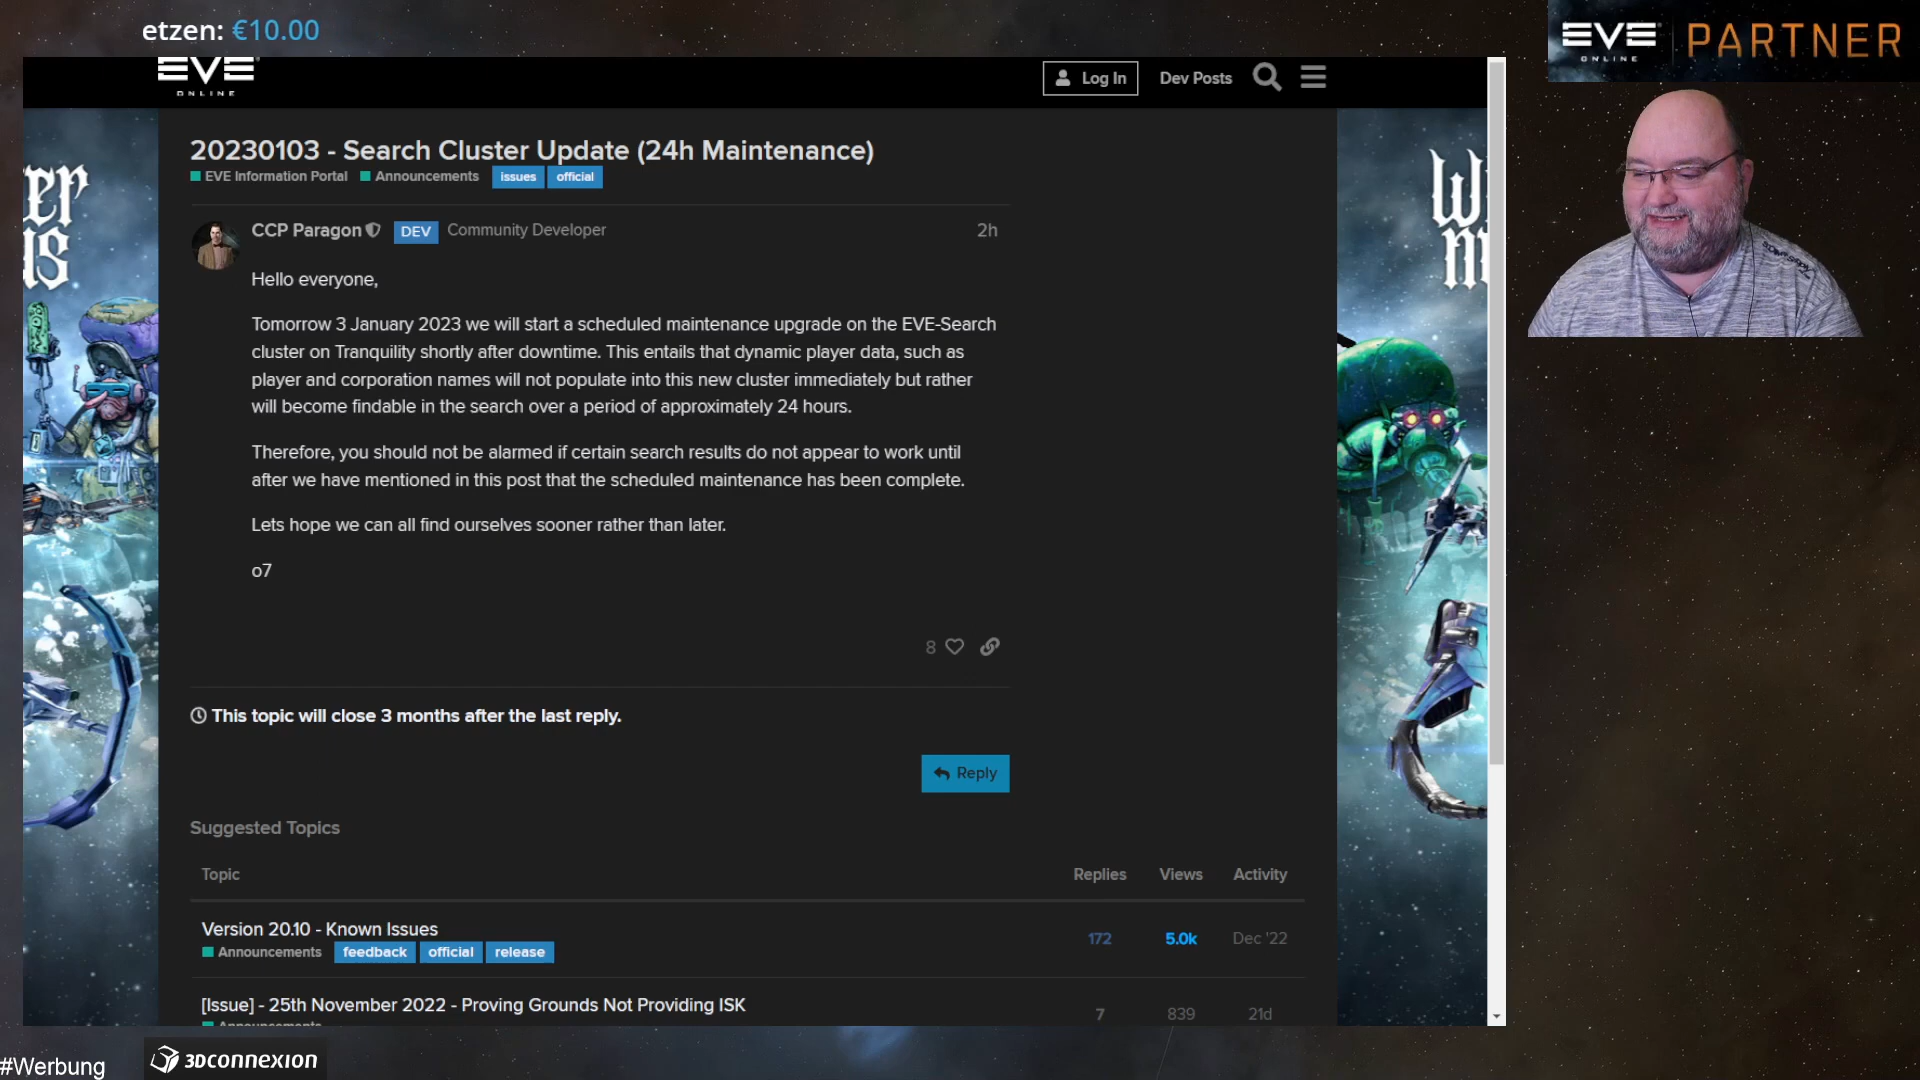 etzen: €10.00
EVE
ONLINE
PARTNER
EVE
ONLINE
Log In
Dev Posts
20230103 - Search Cluster Update (24h Maintenance)
EVE Information Portal Announcements issues official
CCP Paragon DEV Community Developer 2h
Hello everyone,
Tomorrow 3 January 2023 we will start a scheduled maintenance upgrade on the EVE-Search
cluster on Tranquility shortly after downtime. This entails that dynamic player data, such as
player and corporation names will not populate into this new cluster immediately but rather
will become findable in the search over a period of approximately 24 hours.
Therefore, you should not be alarmed if certain search results do not appear to work until
after we have mentioned in this post that the scheduled maintenance has been complete.
Lets hope we can all find ourselves sooner rather than later.
o7
8
This topic will close 3 months after the last reply.
Reply
Suggested Topics
Topic Replies Views Activity
Version 20.10 - Known Issues 172 5.0k Dec '22
Announcements feedback official release
[Issue] - 25th November 2022 - Proving Grounds Not Providing ISK 7 839 21d
Announcements
#Werbung
3Dconnexion